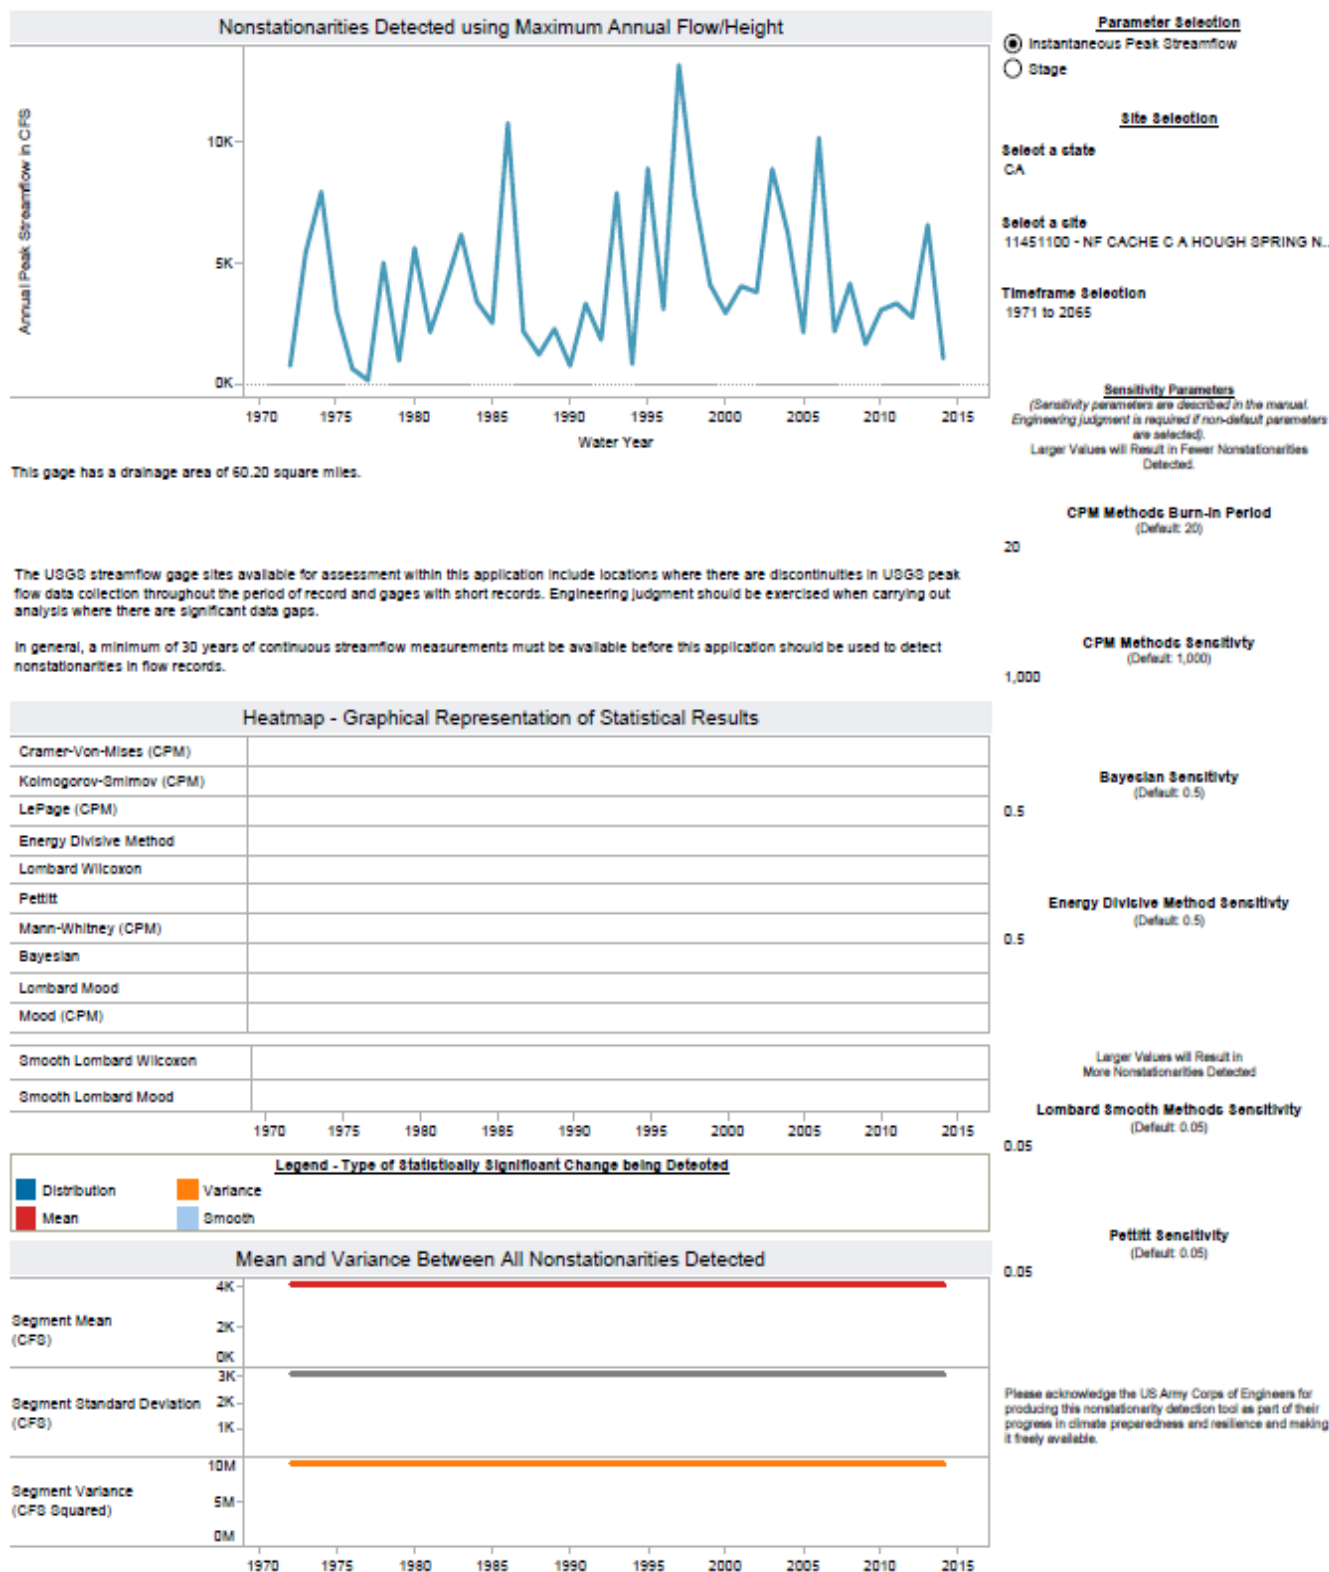 Nonstationarities Detected using Maximum Annual Flow/Height
Annual Peak Streamflow in CFS
10K
5K
0K
1970 1975 1980 1985 1990 1995 2000 2005 2010 2015
Water Year
This gage has a drainage area of 60.20 square miles.
The USGS streamflow gage sites available for assessment within this application include locations where there are discontinuities in USGS peak
flow data collection throughout the period of record and gages with short records. Engineering judgment should be exercised when carrying out
analysis where there are significant data gaps.
In general, a minimum of 30 years of continuous streamflow measurements must be available before this application should be used to detect
nonstationarities in flow records.
Heatmap - Graphical Representation of Statistical Results
Cramer-Von-Mises (CPM)
Kolmogorov-Smirnov (CPM)
LePage (CPM)
Energy Divisive Method
Lombard Wilcoxon
Pettitt
Mann-Whitney (CPM)
Bayesian
Lombard Mood
Mood (CPM)
Smooth Lombard Wilcoxon
Smooth Lombard Mood
1970 1975 1980 1985 1990 1995 2000 2005 2010 2015
Legend - Type of Statistically Significant Change being Detected
Distribution Variance
Mean Smooth
Mean and Variance Between All Nonstationarities Detected
Segment Mean
(CFS)
4K
2K
0K
Segment Standard Deviation
(CFS)
3K
2K
1K
Segment Variance
(CFS Squared)
10M
5M
0M
1970 1975 1980 1985 1990 1995 2000 2005 2010 2015
Parameter Selection
Instantaneous Peak Streamflow
Stage
Site Selection
Select a state
CA
Select a site
11451100 - NF CACHE C A HOUGH SPRING N..
Timeframe Selection
1971 to 2065
Sensitivity Parameters
(Sensitivity parameters are described in the manual.
Engineering judgment is required if non-default parameters
are selected).
Larger Values will Result in Fewer Nonstationarities
Detected.
CPM Methods Burn-In Period
(Default: 20)
20
CPM Methods Sensitivty
(Default: 1,000)
1,000
Bayesian Sensitivty
(Default: 0.5)
0.5
Energy Divisive Method Sensitivty
(Default: 0.5)
0.5
Larger Values will Result in
More Nonstationarities Detected
Lombard Smooth Methods Sensitivity
(Default: 0.05)
0.05
Pettitt Sensitivity
(Default: 0.05)
0.05
Please acknowledge the US Army Corps of Engineers for
producing this nonstationarity detection tool as part of their
progress in climate preparedness and resilience and making
it freely available.